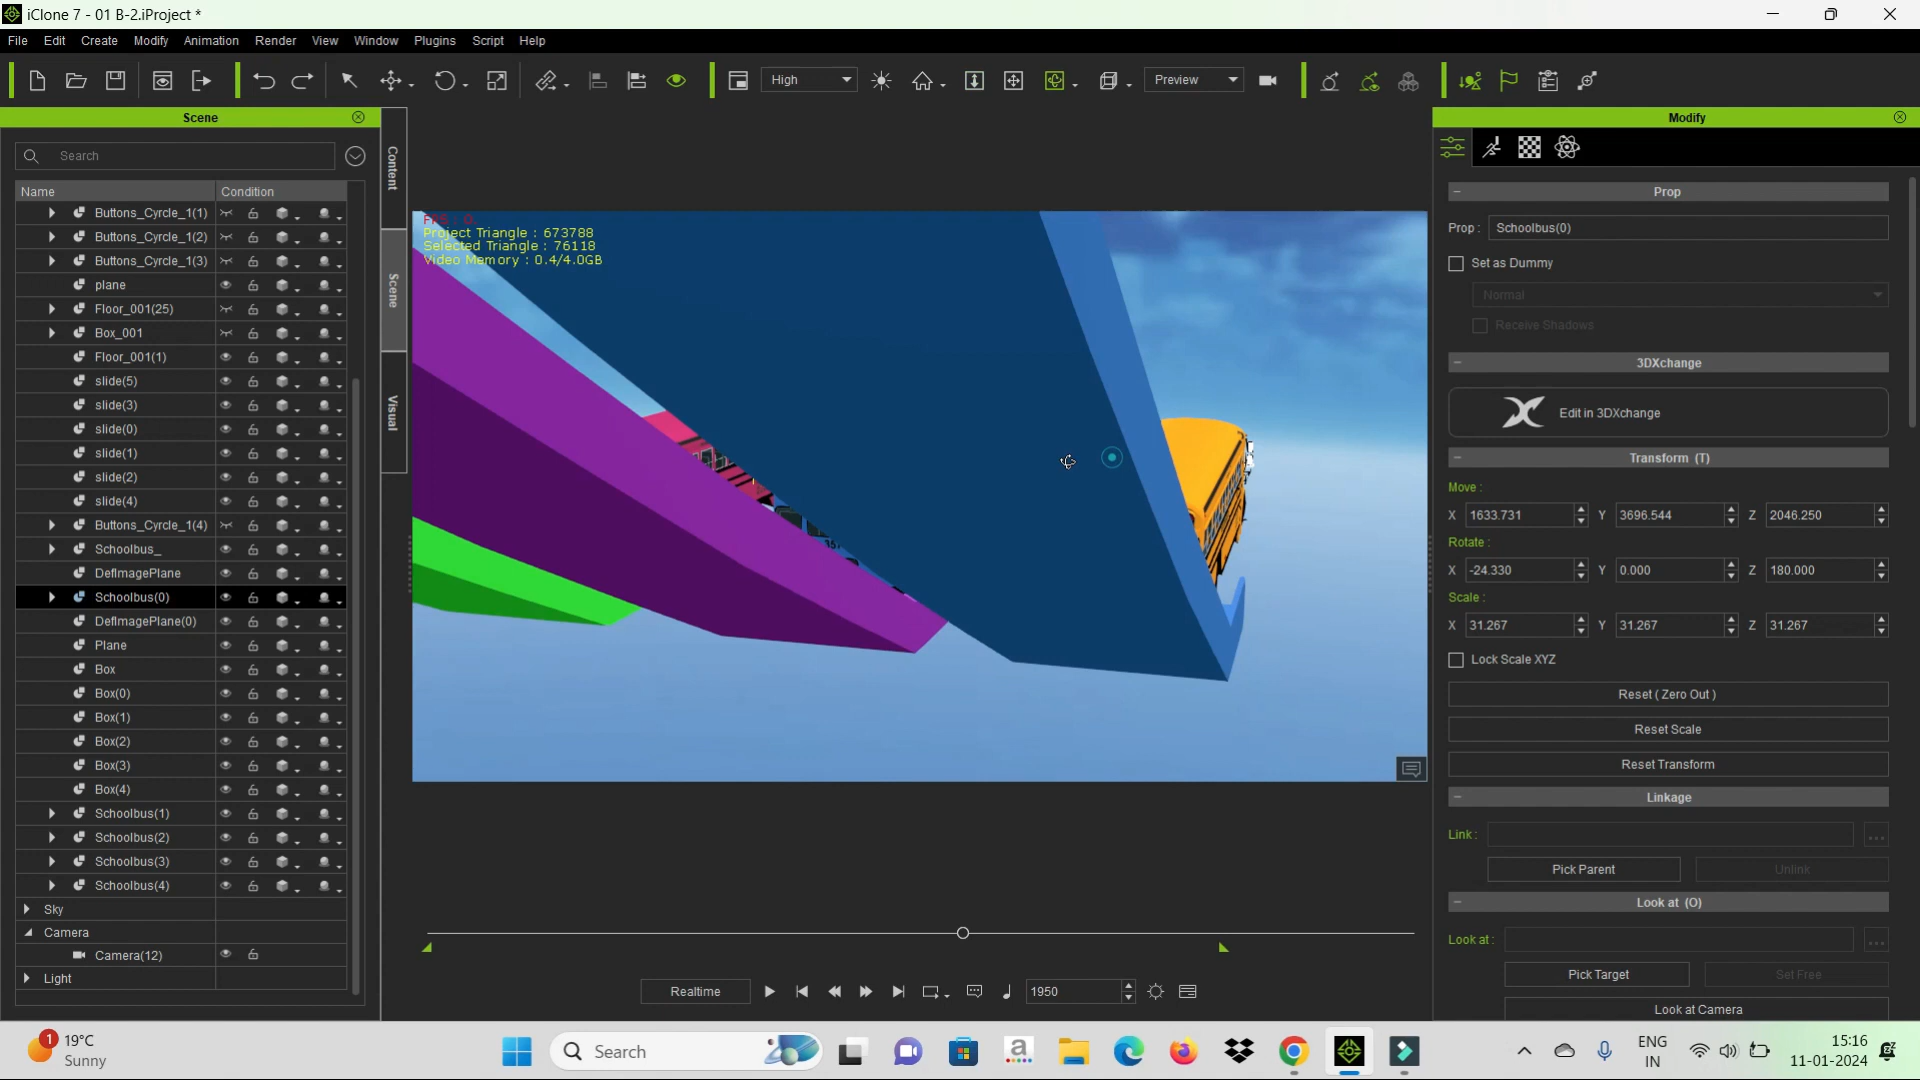 iClone 7 - 01 B-2.iProject *
File Edit Create Modify Animation Render View Window Plugins Script Help
High
Preview
Scene
Search
Name Condition
Buttons_Cyrcle_1(1)
Buttons_Cyrcle_1(2)
Buttons_Cyrcle_1(3)
plane
Floor_001(25)
Box_001
Floor_001(1)
slide(5)
slide(3)
slide(0)
slide(1)
slide(2)
slide(4)
Buttons_Cyrcle_1(4)
Schoolbus_
DefImagePlane
Schoolbus(0)
DefImagePlane(0)
Plane
Box
Box(0)
Box(1)
Box(2)
Box(3)
Box(4)
Schoolbus(1)
Schoolbus(2)
Schoolbus(3)
Schoolbus(4)
Sky
Camera
Camera(12)
Light
Content
Scene
Visual
FPS : 0.
Project Triangle : 673788
Selected Triangle : 76118
Video Memory : 0.4/4.0GB
Realtime
1950
Modify
Prop
Prop : Schoolbus(0)
Set as Dummy
Normal
Receive Shadows
3DXchange
Edit in 3DXchange
Transform (T)
Move :
X 1633.731 Y 3696.544 Z 2046.250
Rotate :
X -24.330 Y 0.000 Z 180.000
Scale :
X 31.267 Y 31.267 Z 31.267
Lock Scale XYZ
Reset ( Zero Out )
Reset Scale
Reset Transform
Linkage
Link :
...
Pick Parent Unlink
Look at (O)
Look at :
...
Pick Target Set Free
Look at Camera
1
19°C
Sunny
Search
ENG
IN
15:16
11-01-2024